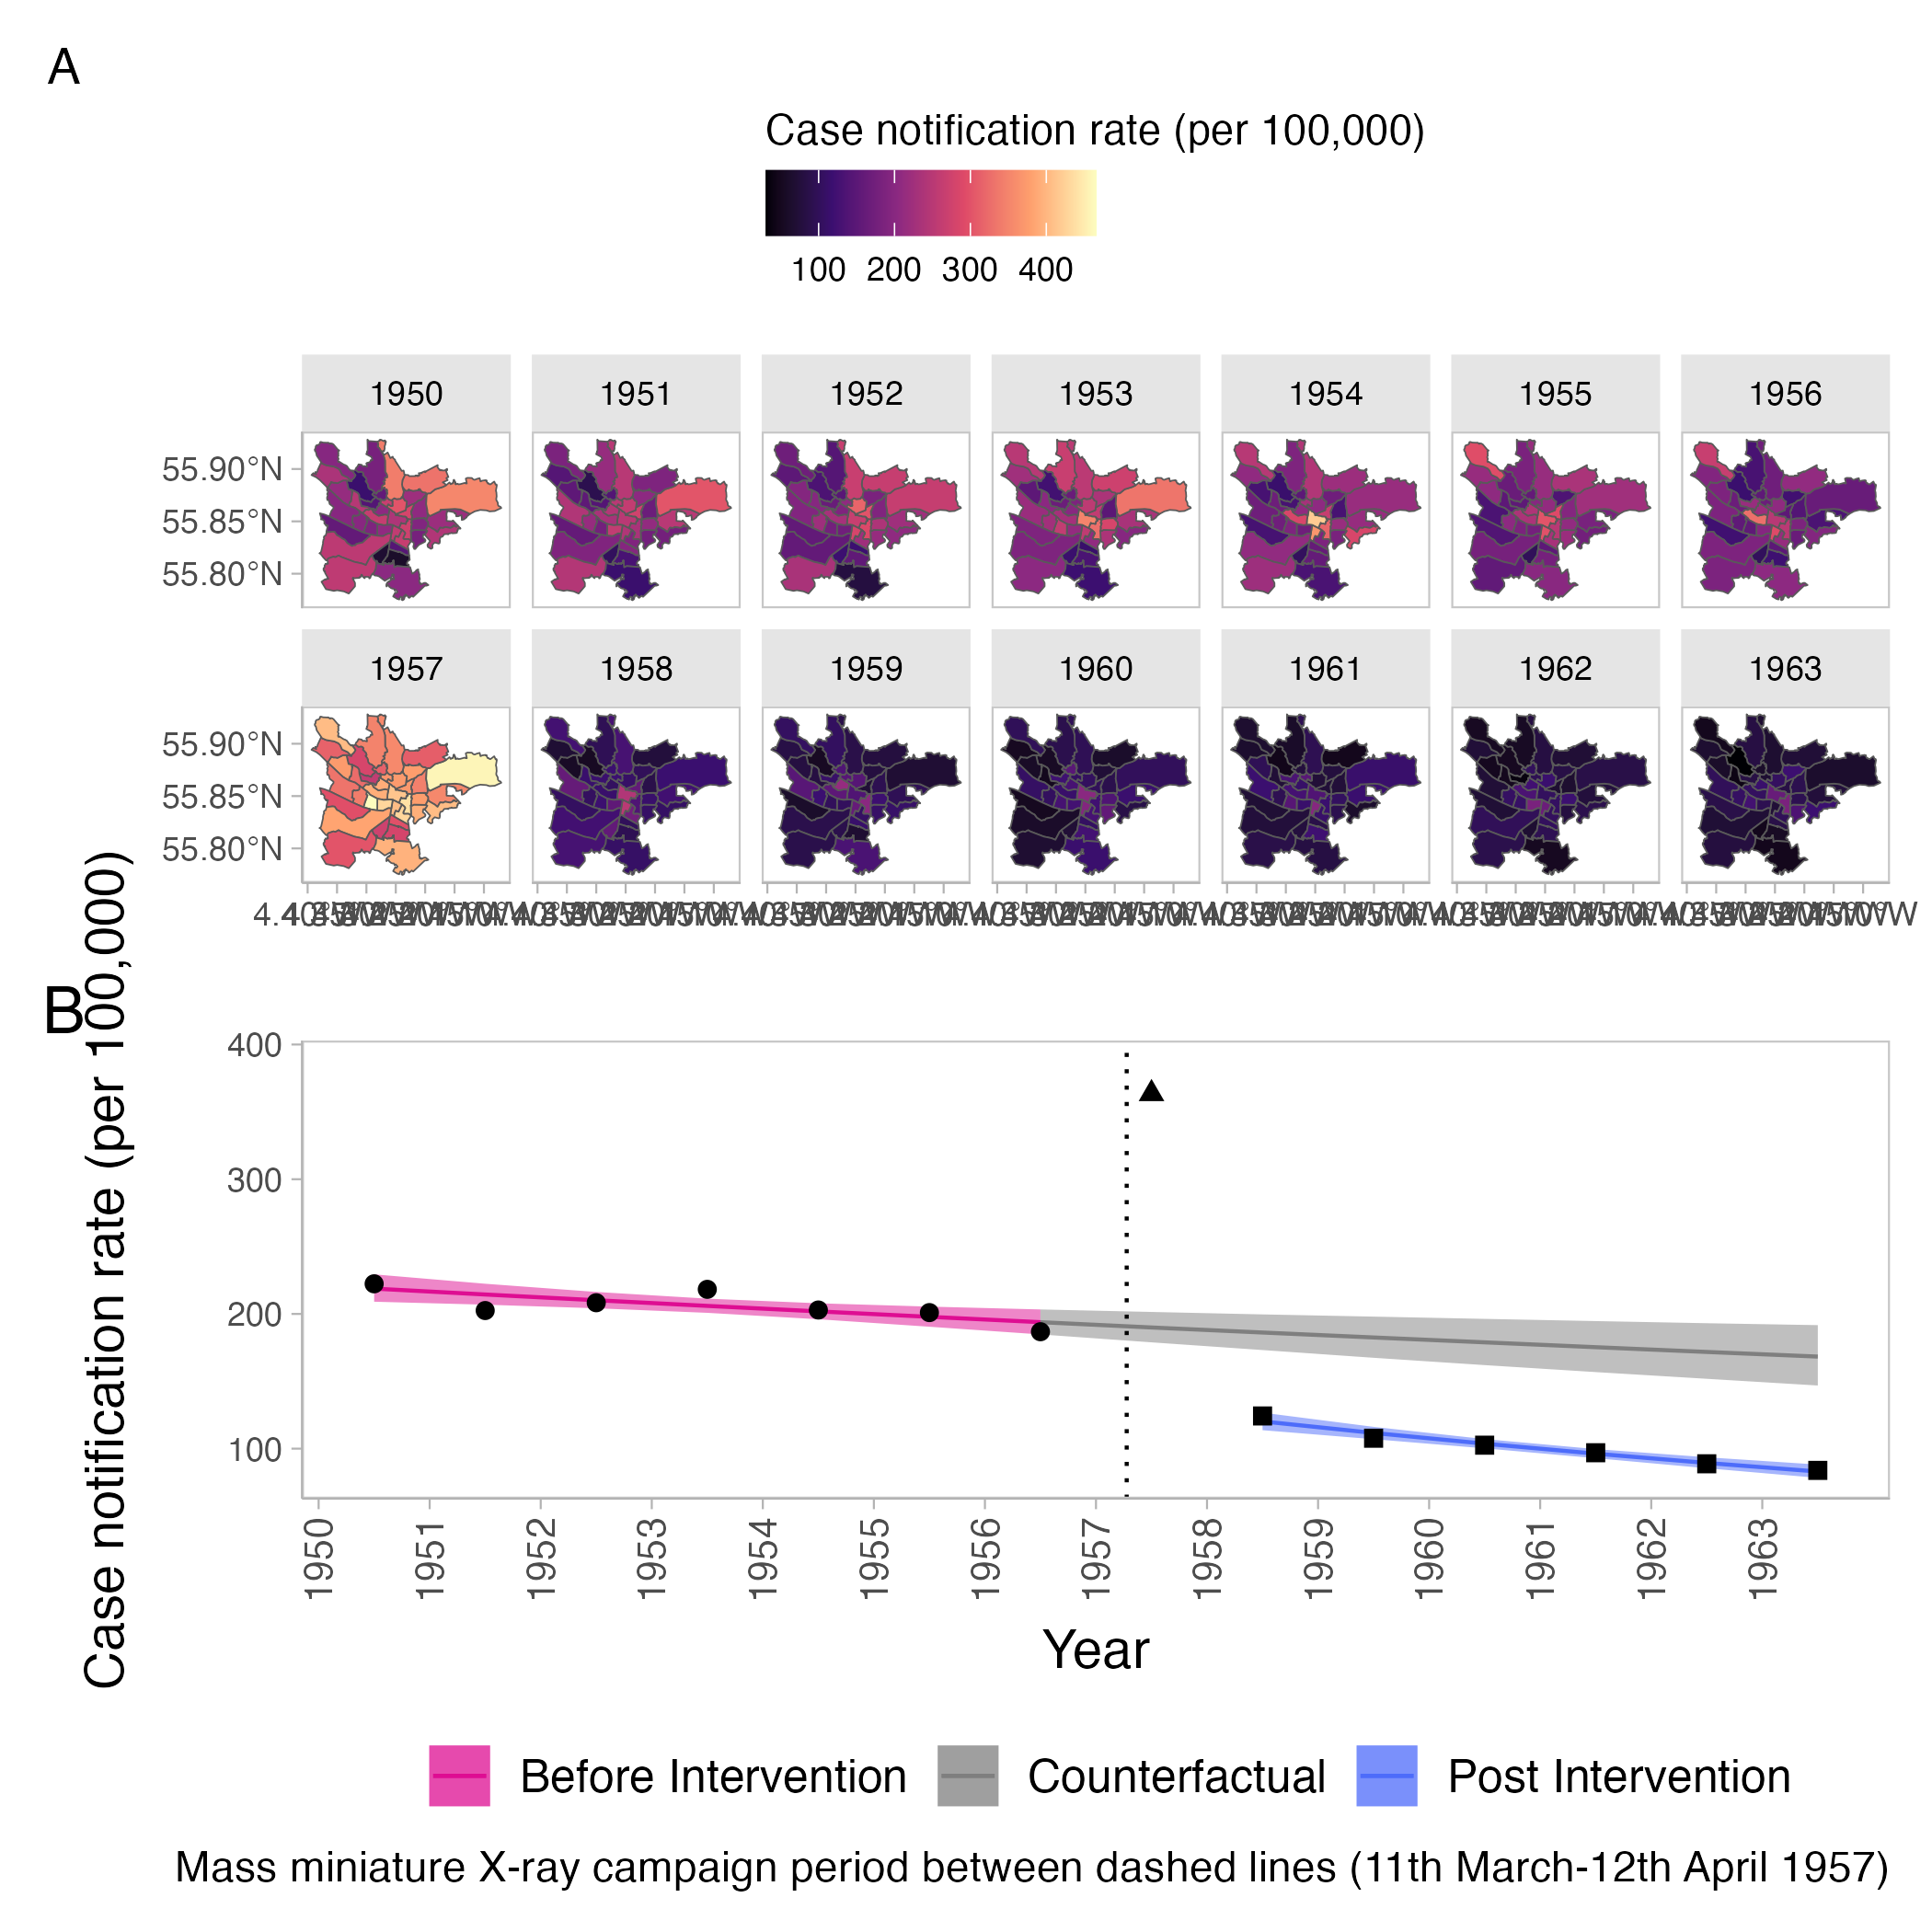 A
Case notification rate (per 100,000)
100 200 300 400
1950 1951 1952 1953 1954 1955 1956
55.90°N
55.85°N
55.80°N
1957 1958 1959 1960 1961 1962 1963
55.90°N
55.85°N
55.80°N
B
Case notification rate (per 100,000)
400
300
200
100
1950 1951 1952 1953 1954 1955 1956 1957 1958 1959 1960 1961 1962 1963
Year
Before Intervention Counterfactual Post Intervention
Mass miniature X-ray campaign period between dashed lines (11th March-12th April 1957)